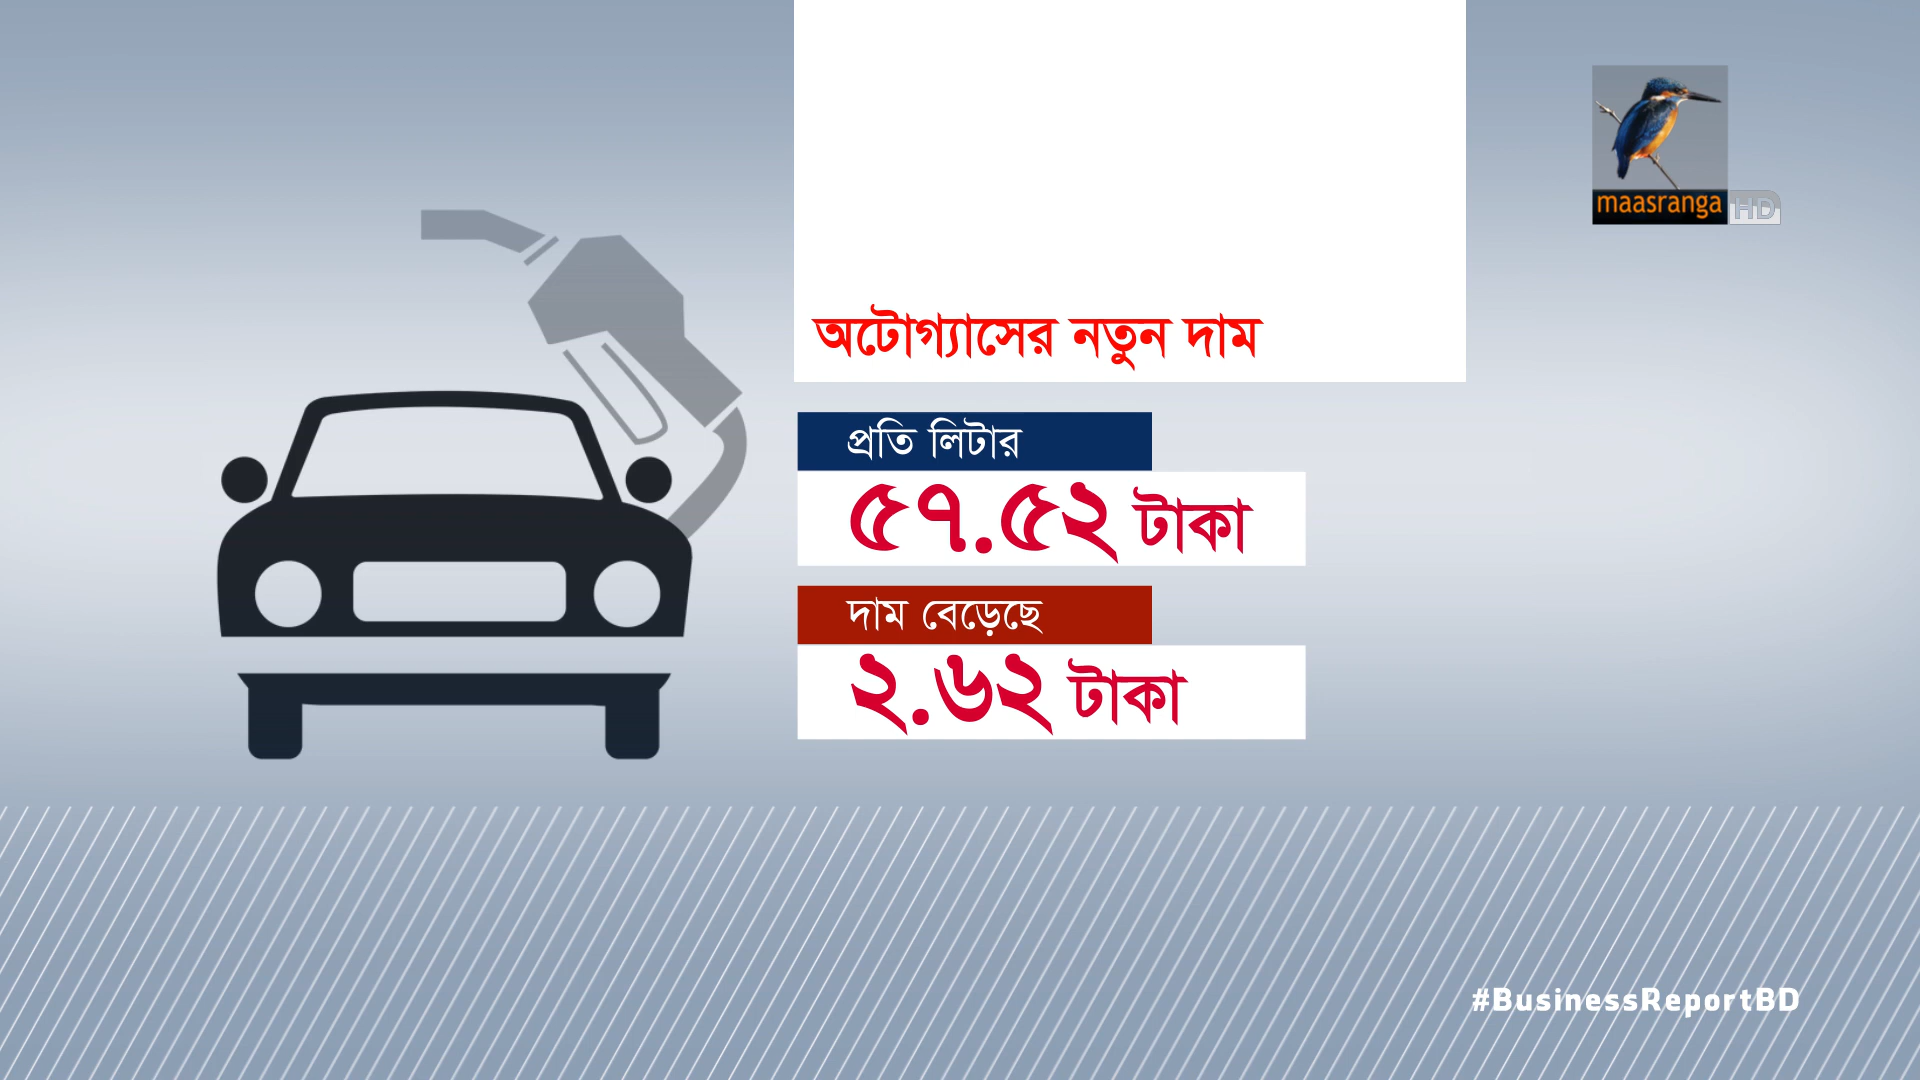 maasranga HD
অটোগ্যাসের নতুন দাম
প্রতি লিটার
৫৭.৫২ টাকা
দাম বেড়েছে
২.৬২ টাকা
#BusinessReportBD